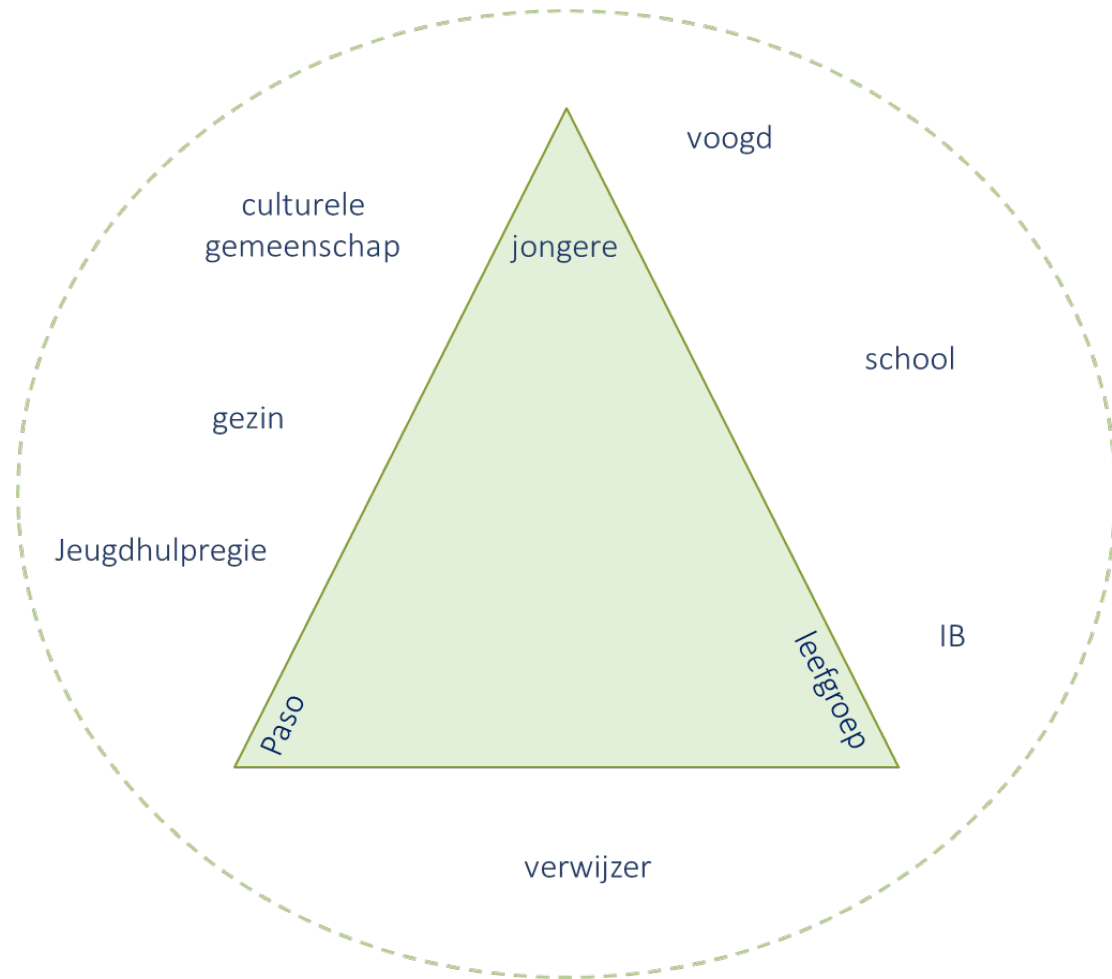 voogd
culturele
gemeenschap
jongere
school
gezin
Jeugdhulpregie
IB
leefgroep
Paso
verwijzer